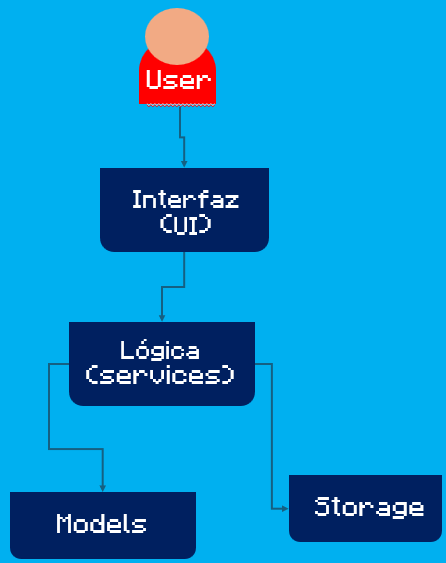 User
Interfaz
(UI)
Lógica
(services)
Models
Storage